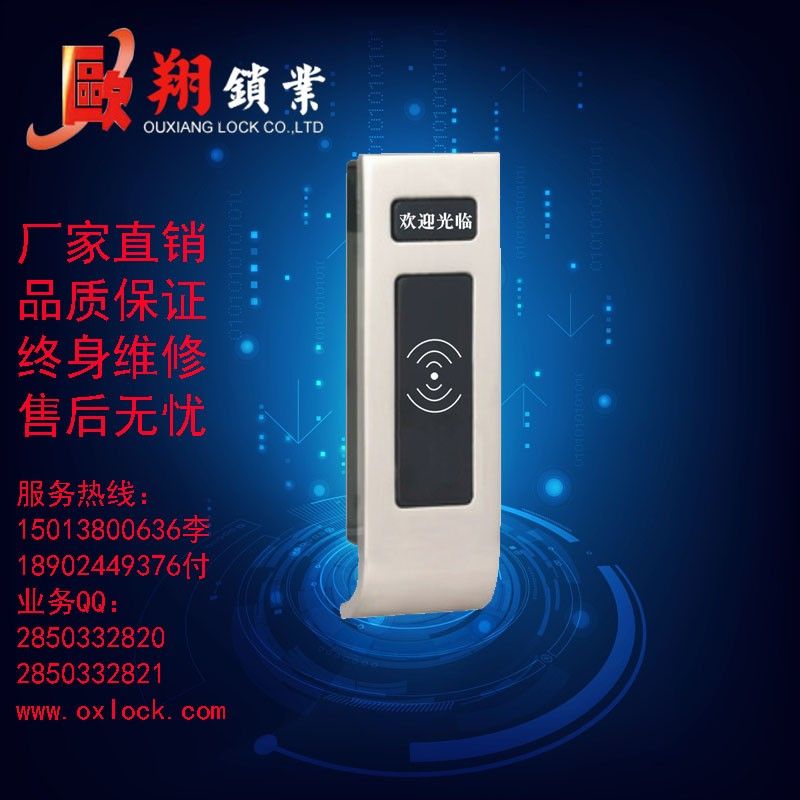 歐翔鎖業
OUXIANG LOCK CO.,LTD
欢迎光临
厂家直销
品质保证
终身维修
售后无忧
服务热线：
15013800636李
18902449376付
业务QQ：
2850332820
2850332821
www.oxlock.com